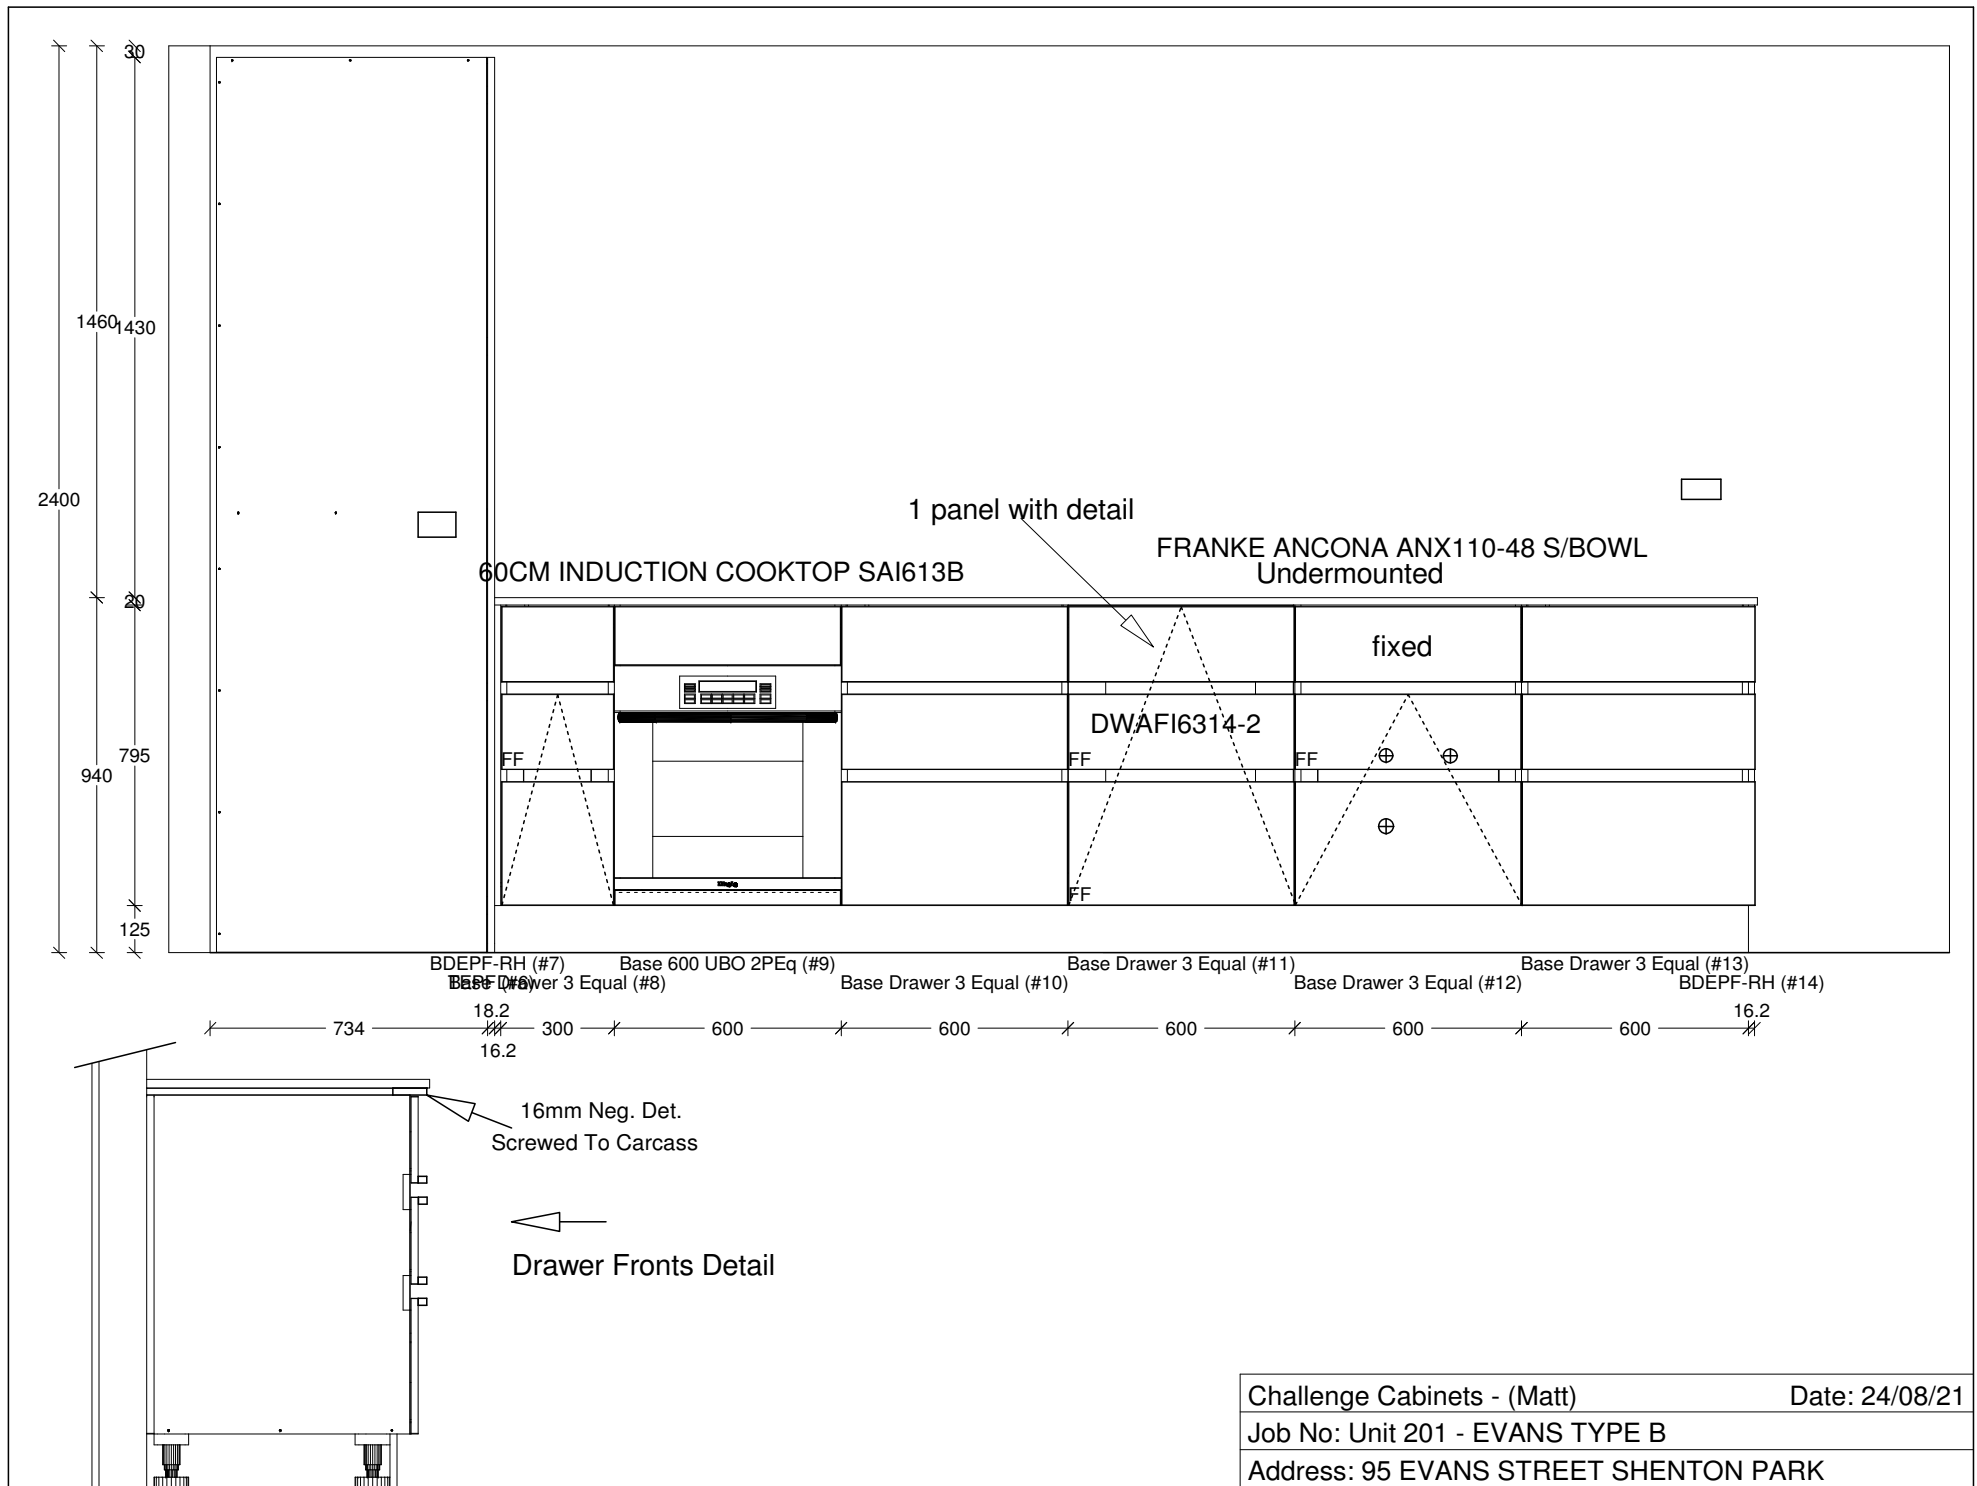 30
1460
1430
2400
1 panel with detail
FRANKE ANCONA ANX110-48 S/BOWL
Undermounted
60CM INDUCTION COOKTOP SAI613B
20
fixed
DWAFI6314-2
795
940
FF
FF
FF
FF
125
BDEPF-RH (#7)
Base 600 UBO 2PEq (#9)
Base Drawer 3 Equal (#11)
Base Drawer 3 Equal (#13)
Base Drawer 3 Equal (#8)
Base Drawer 3 Equal (#10)
Base Drawer 3 Equal (#12)
BDEPF-RH (#14)
18.2
16.2
734
300
600
600
600
600
600
16.2
16mm Neg. Det.
Screwed To Carcass
Drawer Fronts Detail
Challenge Cabinets - (Matt) Date: 24/08/21
Job No: Unit 201 - EVANS TYPE B
Address: 95 EVANS STREET SHENTON PARK